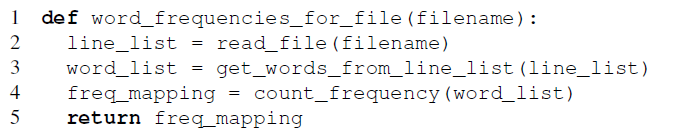 1 def word_frequencies_for_file(filename):
2 line_list = read_file(filename)
3 word_list = get_words_from_line_list(line_list)
4 freq_mapping = count_frequency(word_list)
5 return freq_mapping